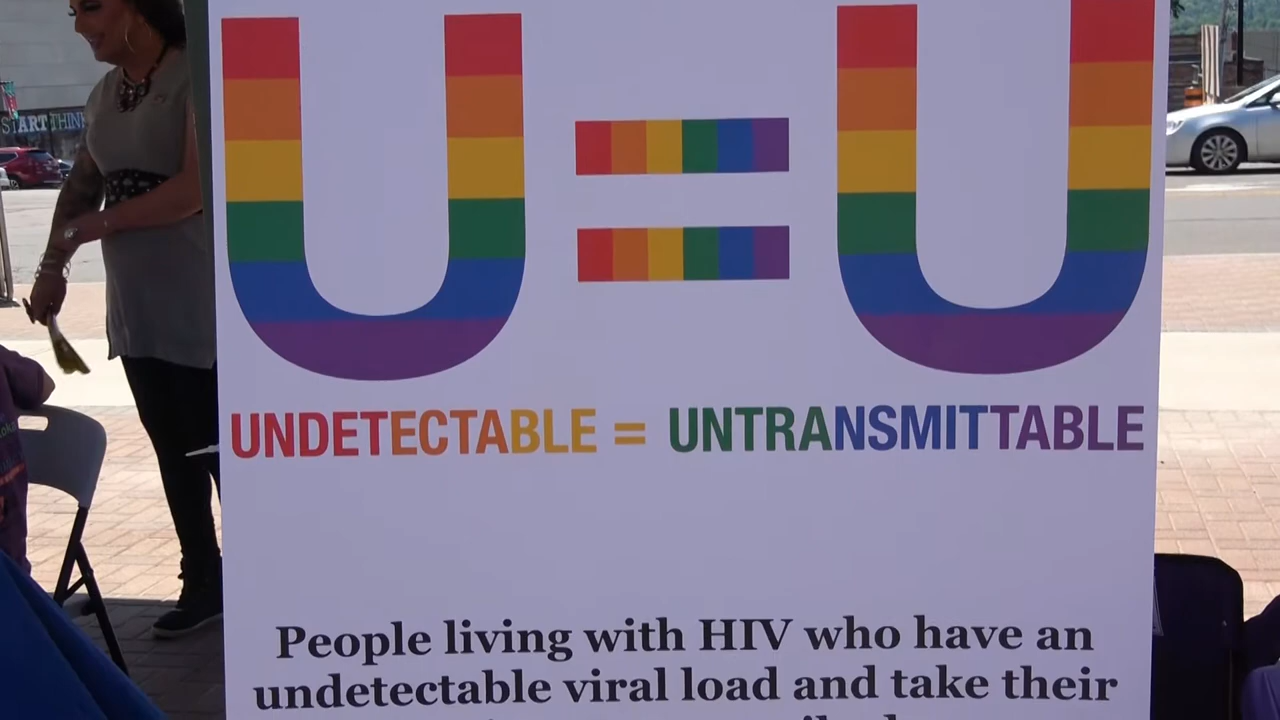 U = U
UNDETECTABLE = UNTRANSMITTABLE
People living with HIV who have an
undetectable viral load and take their
START THINK